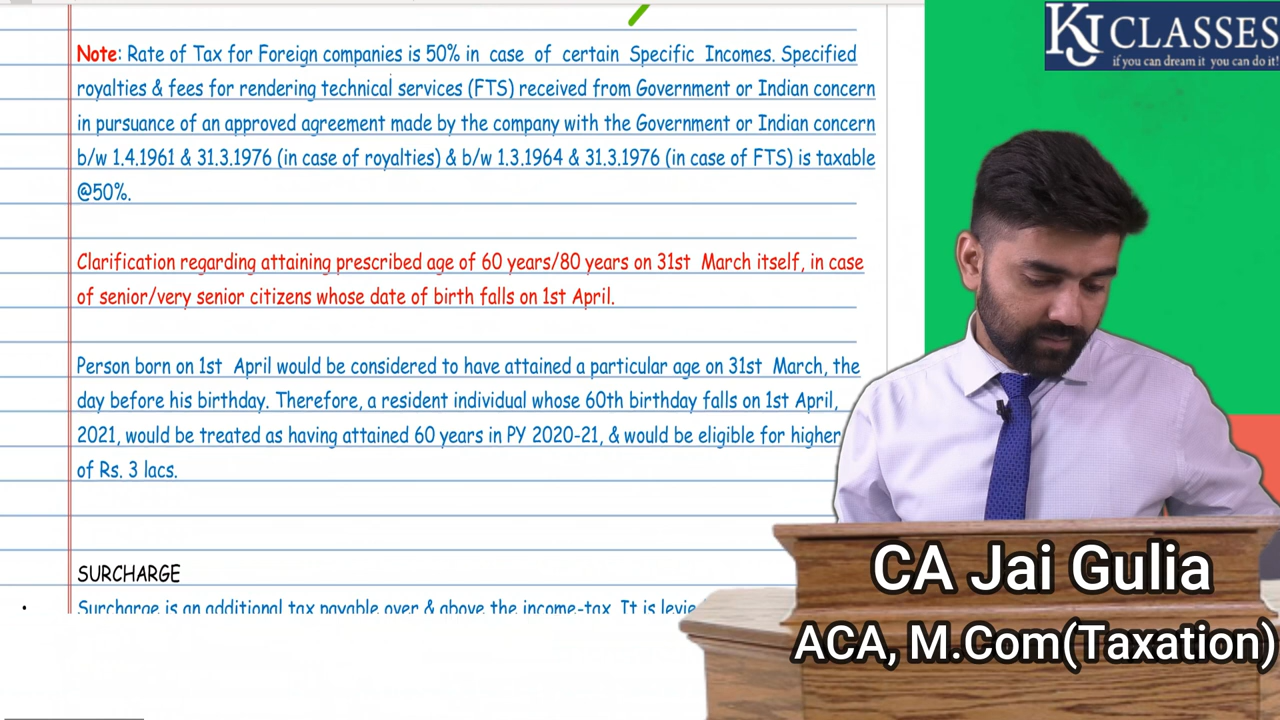 Note: Rate of Tax for Foreign companies is 50% in case of certain Specific Incomes. Specified
royalties & fees for rendering technical services (FTS) received from Government or Indian concern
in pursuance of an approved agreement made by the company with the Government or Indian concern
b/w 1.4.1961 & 31.3.1976 (in case of royalties) & b/w 1.3.1964 & 31.3.1976 (in case of FTS) is taxable
@50%.
Clarification regarding attaining prescribed age of 60 years/80 years on 31st March itself, in case
of senior/very senior citizens whose date of birth falls on 1st April.
Person born on 1st April would be considered to have attained a particular age on 31st March, the
day before his birthday. Therefore, a resident individual whose 60th birthday falls on 1st April,
2021, would be treated as having attained 60 years in PY 2020-21, & would be eligible for higher
of Rs. 3 lacs.
SURCHARGE
Surcharge is an additional tax payable over & above the income-tax. It is
KJ CLASSES
if you can dream it you can do it!
CA Jai Gulia
ACA, M.Com(Taxation)